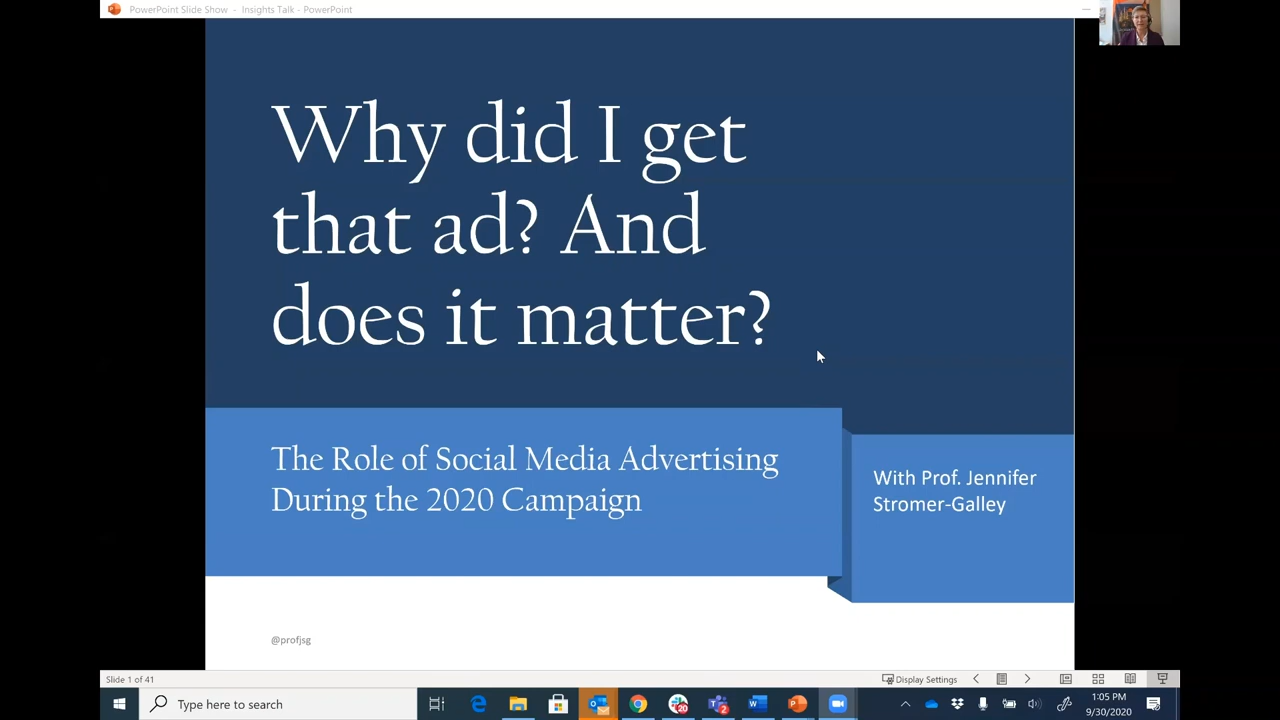 PowerPoint Slide Show - Insights Talk - PowerPoint
Why did I get
that ad? And
does it matter?
The Role of Social Media Advertising
During the 2020 Campaign
With Prof. Jennifer
Stromer-Galley
@profjsg
Slide 1 of 41
Display Settings
Type here to search
20
2
1:05 PM
9/30/2020